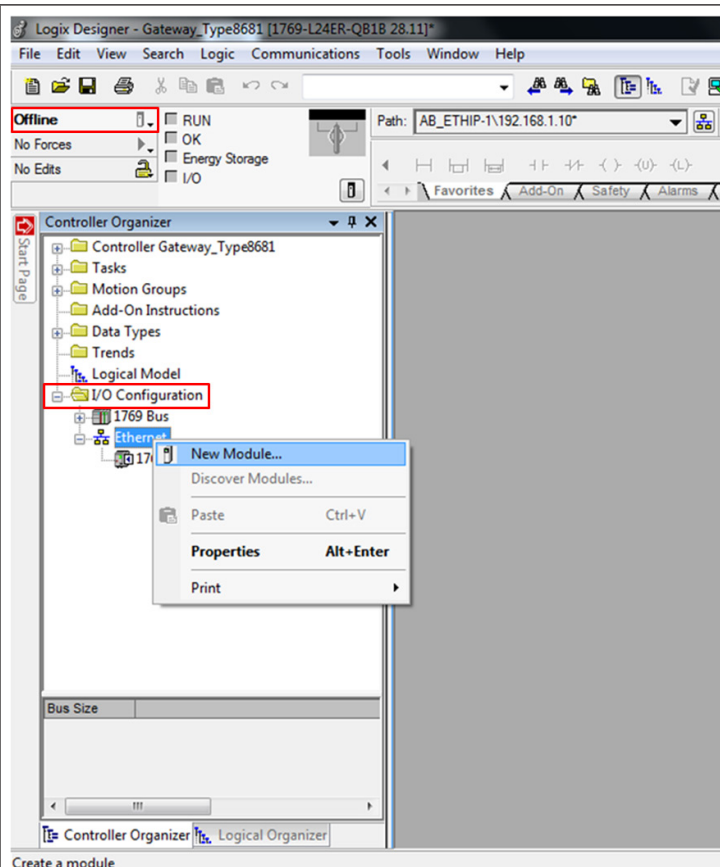 Logix Designer - Gateway_Type8681 [1769-L24ER-QB1B 28.11]*
File Edit View Search Logic Communications Tools Window Help
Offline
RUN
No Forces
OK
Energy Storage
No Edits
I/O
Path: AB_ETHIP-1\192.168.1.10*
Favorites Add-On Safety Alarms
Start Page
Controller Organizer
Controller Gateway_Type8681
Tasks
Motion Groups
Add-On Instructions
Data Types
Trends
Logical Model
I/O Configuration
1769 Bus
Ethernet
New Module...
Discover Modules...
Paste Ctrl+V
Properties Alt+Enter
Print
Bus Size
Controller Organizer Logical Organizer
Create a module